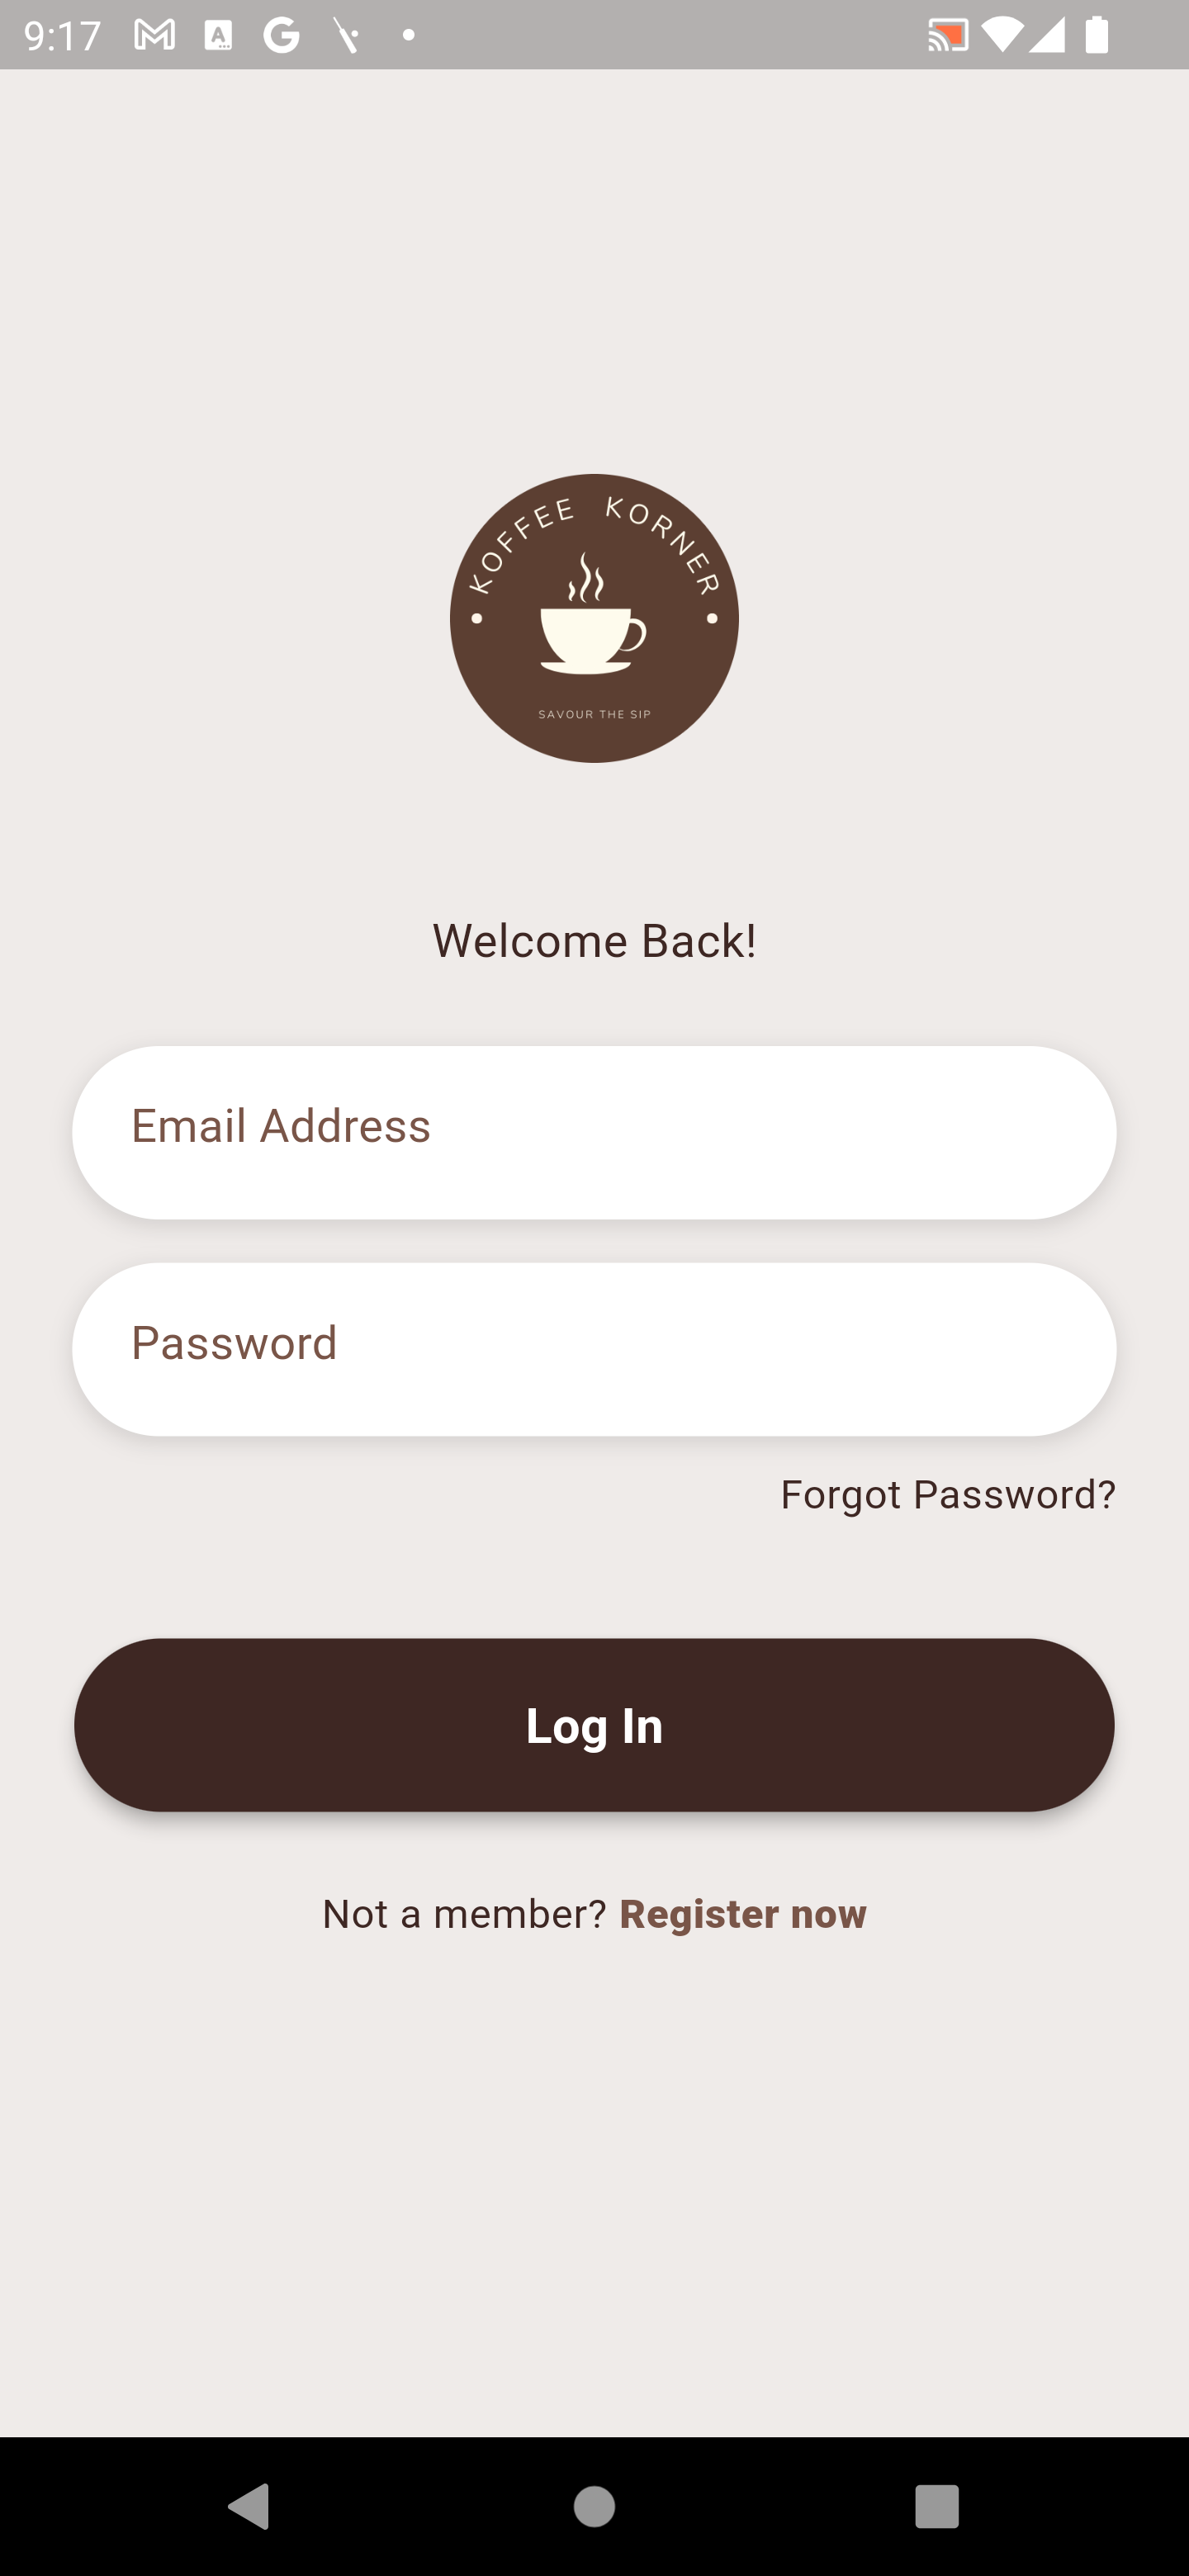 9:17
KOFFEE KORNER
SAVOUR THE SIP
Welcome Back!
Email Address
Password
Forgot Password?
Log In
Not a member? Register now